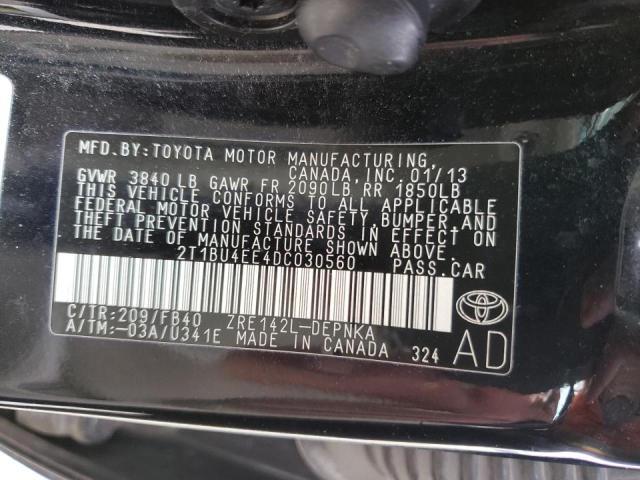 MFD.BY:TOYOTA MOTOR MANUFACTURING,
CANADA, INC.01/13
GVWR 3840 LB GAWR FR 2090LB,RR 1850LB
THIS VEHICLE CONFORMS TO ALL APPLICABLE
FEDERAL MOTOR VEHICLE SAFETY, BUMPER, AND
THEFT PREVENTION STANDARDS IN EFFECT ON
THE DATE OF MANUFACTURE SHOWN ABOVE.
2T1BU4EE4DC030560 PASS.CAR
C/TR:209/FB40 ZRE142L-DEPNKA
A/TM:-03A/U341E MADE IN CANADA 324 AD